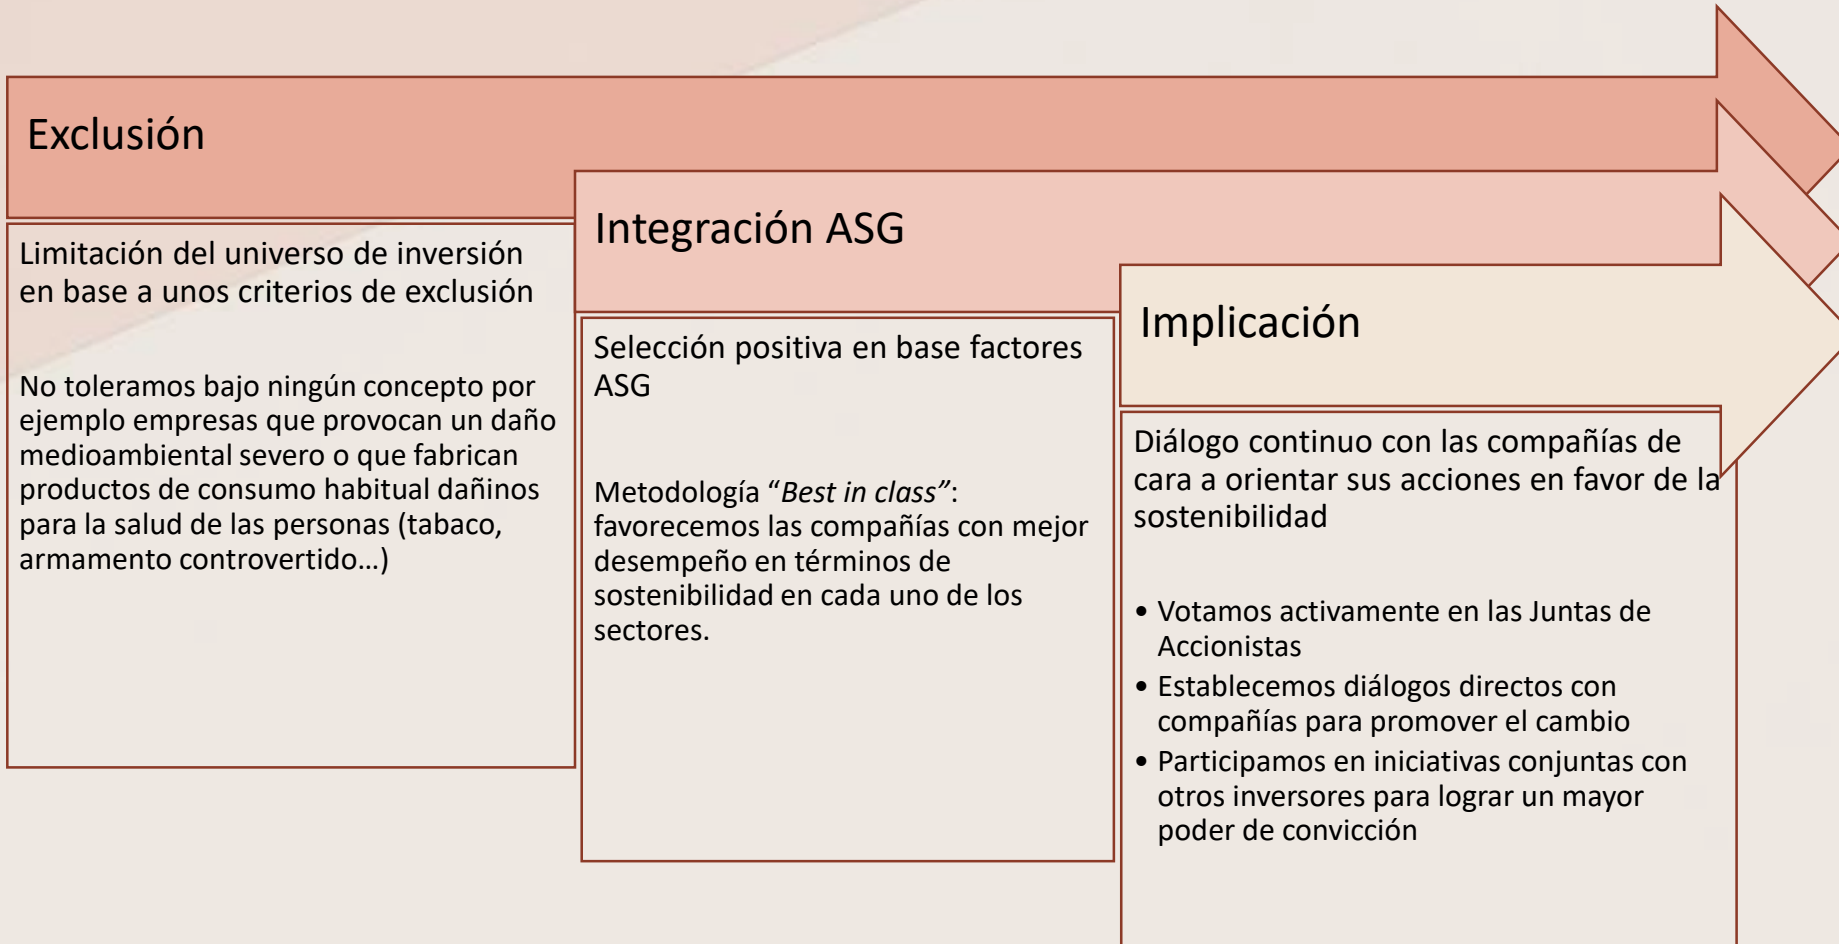 Exclusión
Limitación del universo de inversión
en base a unos criterios de exclusión
No toleramos bajo ningún concepto por
ejemplo empresas que provocan un daño
medioambiental severo o que fabrican
productos de consumo habitual dañinos
para la salud de las personas (tabaco,
armamento controvertido…)
Integración ASG
Selección positiva en base factores
ASG
Metodología “Best in class”:
favorecemos las compañías con mejor
desempeño en términos de
sostenibilidad en cada uno de los
sectores.
Implicación
Diálogo continuo con las compañías de
cara a orientar sus acciones en favor de la
sostenibilidad
• Votamos activamente en las Juntas de
Accionistas
• Establecemos diálogos directos con
compañías para promover el cambio
• Participamos en iniciativas conjuntas con
otros inversores para lograr un mayor
poder de convicción